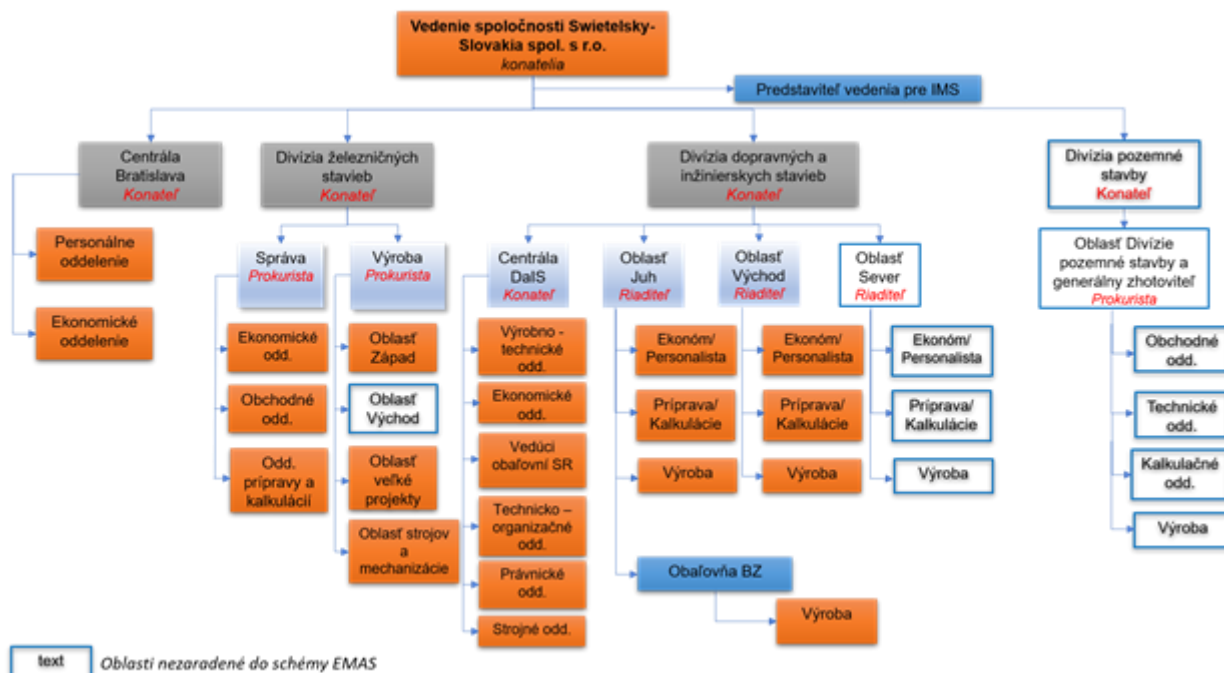 Vedenie spoločnosti Swietelsky-
Slovakia spol. s r.o.
konatelia
Predstaviteľ vedenia pre IMS
Centrála
Bratislava
Konateľ
Divízia železničných
stavieb
Konateľ
Divízia dopravných a
inžinierskych stavieb
Konateľ
Divízia pozemné
stavby
Konateľ
Personálne
oddelenie
Ekonomické
oddelenie
Správa
Prokurista
Výroba
Prokurista
Centrála
DaIS
Konateľ
Oblasť
Juh
Riaditeľ
Oblasť
Východ
Riaditeľ
Oblasť
Sever
Riaditeľ
Oblasť Divízie
pozemné stavby a
generálny zhotoviteľ
Prokurista
Ekonomické
odd.
Obchodné
odd.
Odd.
prípravy a
kalkulácií
Oblasť
Západ
Oblasť
Východ
Oblasť
veľké
projekty
Oblasť strojov
a
mechanizácie
Výrobno -
technické
odd.
Ekonomické
odd.
Vedúci
obaľovní SR
Technicko –
organizačné
odd.
Právnické
odd.
Strojné odd.
Ekonóm/
Personalista
Príprava/
Kalkulácie
Výroba
Obaľovňa BZ
Výroba
Ekonóm/
Personalista
Príprava/
Kalkulácie
Výroba
Ekonóm/
Personalista
Príprava/
Kalkulácie
Výroba
Obchodné
odd.
Technické
odd.
Kalkulačné
odd.
Výroba
text
Oblasti nezaradené do schémy EMAS